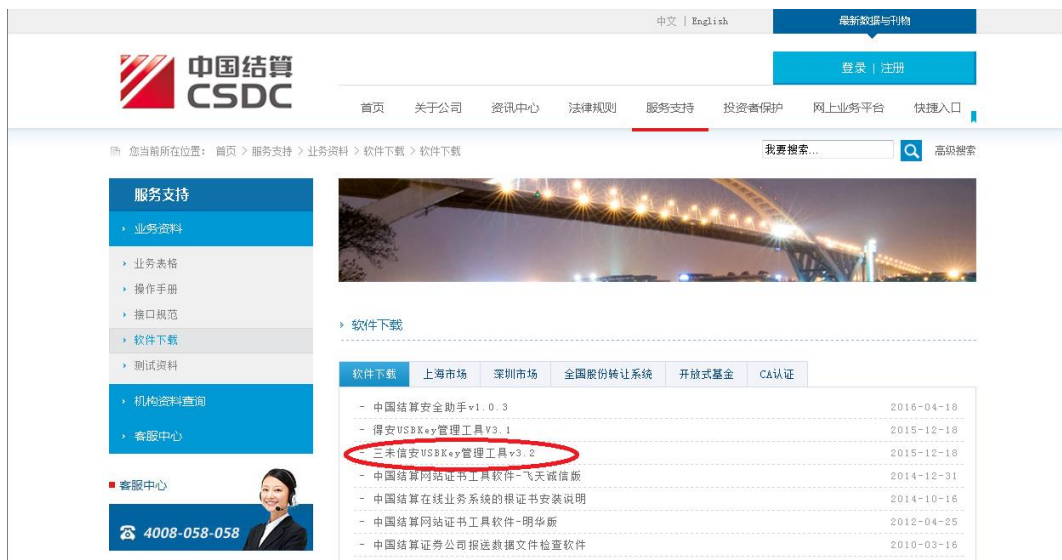 中文 | English
最新数据与刊物
中国结算
CSDC
登录 | 注册
首页 关于公司 资讯中心 法律规则 服务支持 投资者保护 网上业务平台 快捷入口
您当前所在位置： 首页 > 服务支持 > 业务资料 > 软件下载 > 软件下载
我要搜索...
高级搜索
服务支持
业务资料
业务表格
操作手册
接口规范
软件下载
测试资料
机构资料查询
客服中心
客服中心
4008-058-058
软件下载
软件下载 上海市场 深圳市场 全国股份转让系统 开放式基金 CA认证
- 中国结算安全助手v1.0.3 2016-04-18
- 得安USBKey管理工具V3.1 2015-12-18
- 三未信安USBKey管理工具v3.2 2015-12-18
- 中国结算网站证书工具软件-飞天诚信版 2014-12-31
- 中国结算在线业务系统的根证书安装说明 2014-10-16
- 中国结算网站证书工具软件-明华版 2012-04-25
- 中国结算证券公司报送数据文件检查软件 2010-03-16